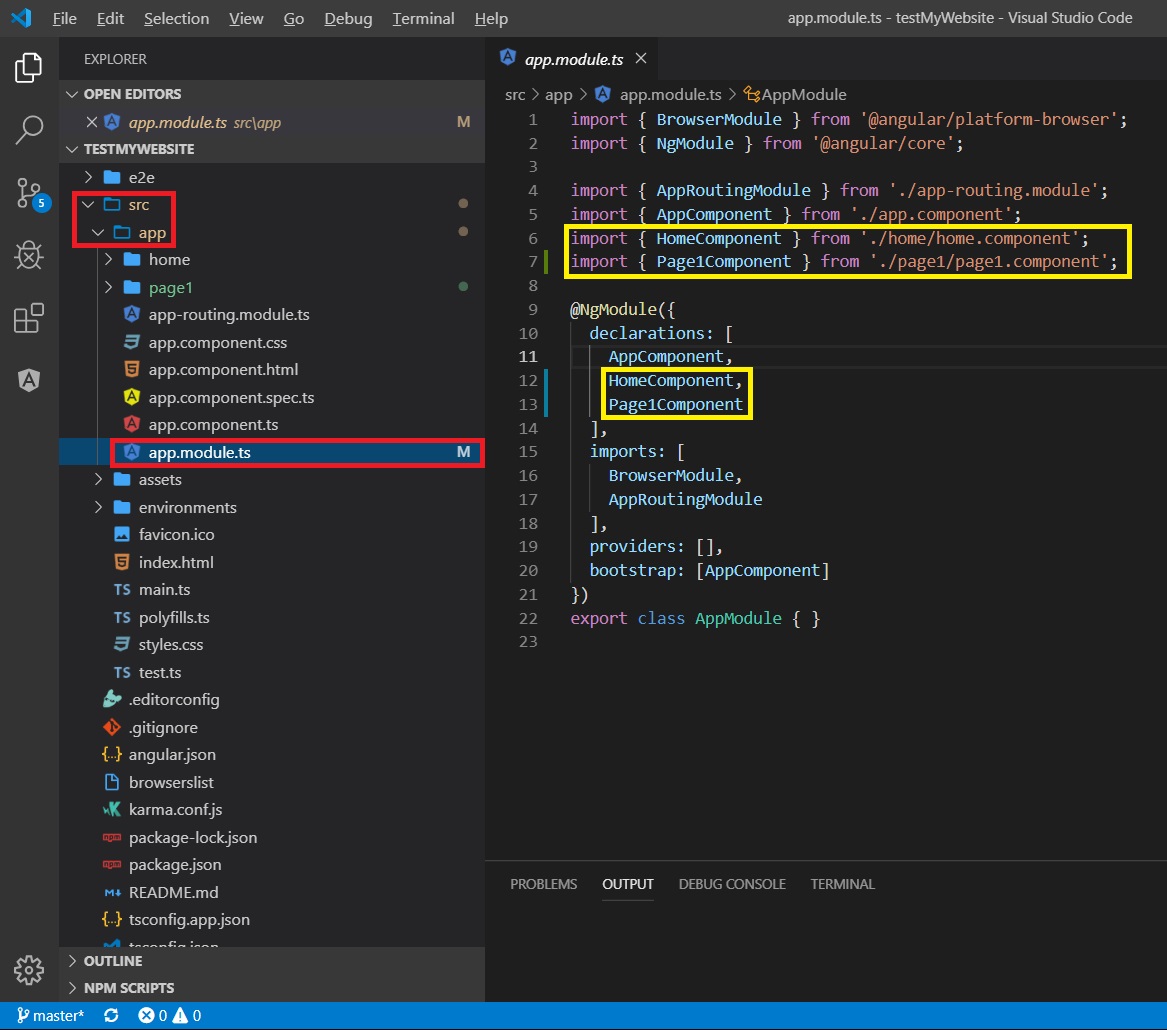 File Edit Selection View Go Debug Terminal Help
app.module.ts - testMyWebsite - Visual Studio Code
EXPLORER
OPEN EDITORS
app.module.ts src\app M
TESTMYWEBSITE
e2e
src
app
home
page1
app-routing.module.ts
app.component.css
app.component.html
app.component.spec.ts
app.component.ts
app.module.ts M
assets
environments
favicon.ico
index.html
TS main.ts
TS polyfills.ts
styles.css
TS test.ts
.editorconfig
.gitignore
{..} angular.json
browserslist
karma.conf.js
package-lock.json
package.json
README.md
{..} tsconfig.app.json
tsconfig.json
OUTLINE
NPM SCRIPTS
5
app.module.ts
src > app > app.module.ts > AppModule
1 import { BrowserModule } from '@angular/platform-browser';
2 import { NgModule } from '@angular/core';
3
4 import { AppRoutingModule } from './app-routing.module';
5 import { AppComponent } from './app.component';
6 import { HomeComponent } from './home/home.component';
7 import { Page1Component } from './page1/page1.component';
8
9 @NgModule({
10 declarations: [
11 AppComponent,
12 HomeComponent,
13 Page1Component
14 ],
15 imports: [
16 BrowserModule,
17 AppRoutingModule
18 ],
19 providers: [],
20 bootstrap: [AppComponent]
21 })
22 export class AppModule { }
23
PROBLEMS OUTPUT DEBUG CONSOLE TERMINAL
master* 0 0